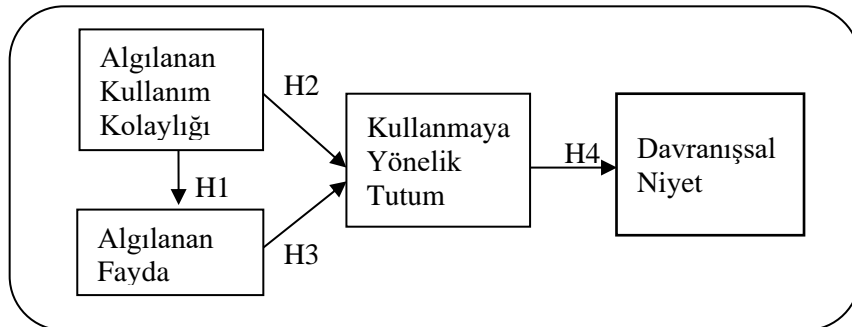 Algılanan
Kullanım
Kolaylığı
H2
H1
Algılanan
Fayda
H3
Kullanmaya
Yönelik
Tutum
H4
Davranışsal
Niyet